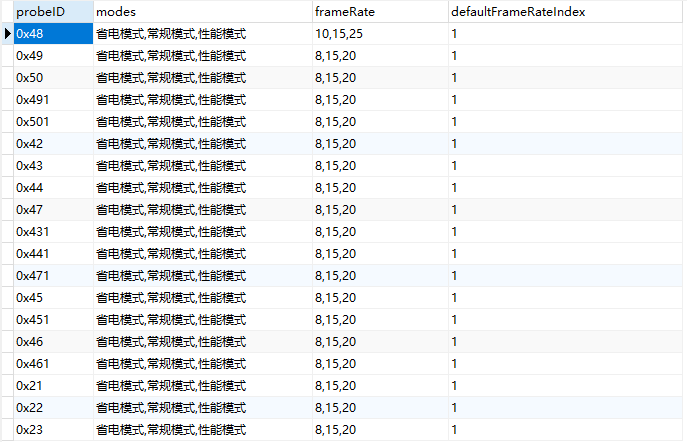 probeID modes frameRate defaultFrameRateIndex
0x48 省电模式,常规模式,性能模式 10,15,25 1
0x49 省电模式,常规模式,性能模式 8,15,20 1
0x50 省电模式,常规模式,性能模式 8,15,20 1
0x491 省电模式,常规模式,性能模式 8,15,20 1
0x501 省电模式,常规模式,性能模式 8,15,20 1
0x42 省电模式,常规模式,性能模式 8,15,20 1
0x43 省电模式,常规模式,性能模式 8,15,20 1
0x44 省电模式,常规模式,性能模式 8,15,20 1
0x47 省电模式,常规模式,性能模式 8,15,20 1
0x431 省电模式,常规模式,性能模式 8,15,20 1
0x441 省电模式,常规模式,性能模式 8,15,20 1
0x471 省电模式,常规模式,性能模式 8,15,20 1
0x45 省电模式,常规模式,性能模式 8,15,20 1
0x451 省电模式,常规模式,性能模式 8,15,20 1
0x46 省电模式,常规模式,性能模式 8,15,20 1
0x461 省电模式,常规模式,性能模式 8,15,20 1
0x21 省电模式,常规模式,性能模式 8,15,20 1
0x22 省电模式,常规模式,性能模式 8,15,20 1
0x23 省电模式,常规模式,性能模式 8,15,20 1